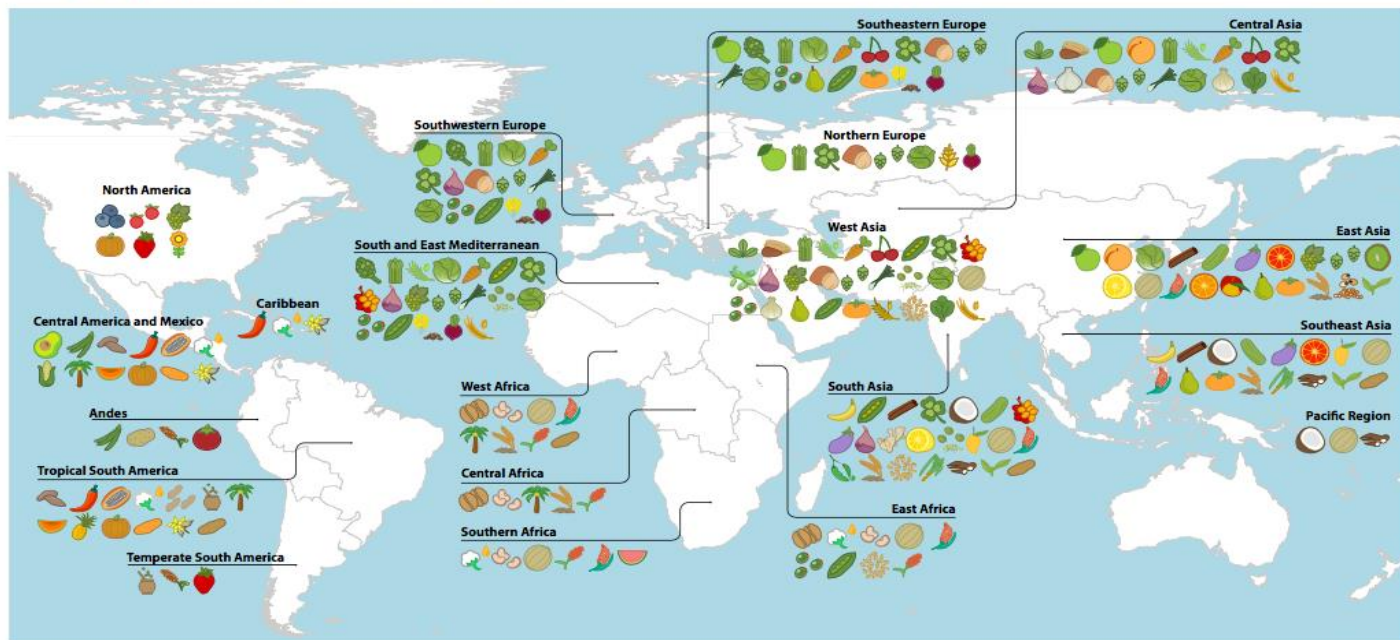 Southeastern Europe
Central Asia
Southwestern Europe
Northern Europe
North America
West Asia
East Asia
South and East Mediterranean
Caribbean
Central America and Mexico
Southeast Asia
West Africa
South Asia
Andes
Pacific Region
Tropical South America
Central Africa
East Africa
Southern Africa
Temperate South America